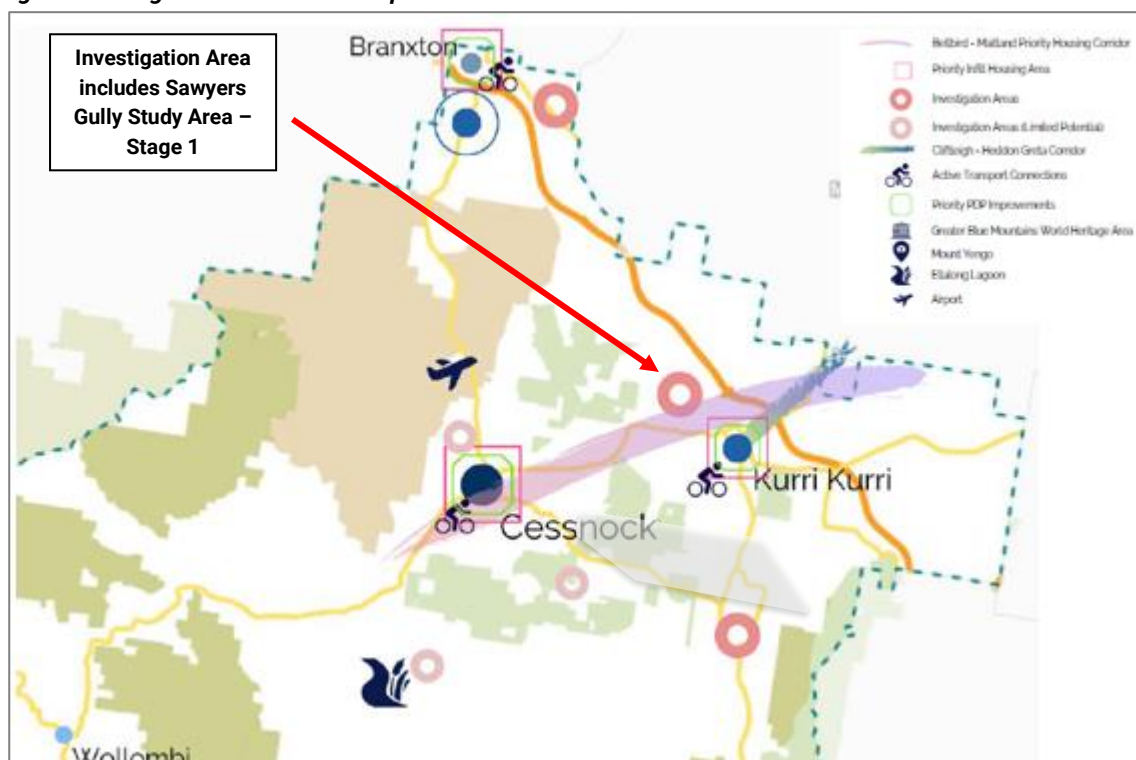 Investigation Area
includes Sawyers
Gully Study Area –
Stage 1
Branxton
Bellbird - Maitland Priority Housing Corridor
Priority Infill Housing Area
Investigation Areas
Investigation Areas (Limited Potential)
Cliftleigh - Heddon Greta Corridor
Active Transport Connections
Priority PDP Improvements
Greater Blue Mountains World Heritage Area
Mount Yengo
Ellalong Lagoon
Airport
Kurri Kurri
Cessnock
Wollombi